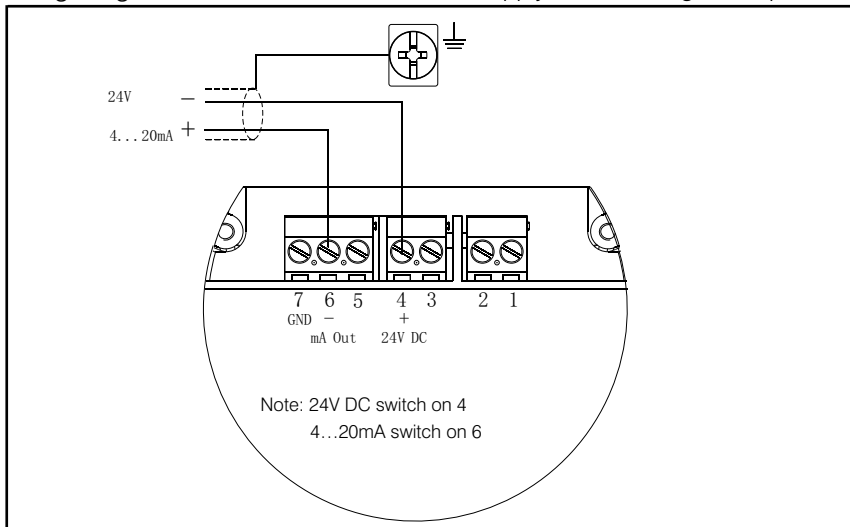 24V −
4...20mA +
7 6 5 4 3 2 1
GND − +
mA Out 24V DC
Note: 24V DC switch on 4
4...20mA switch on 6